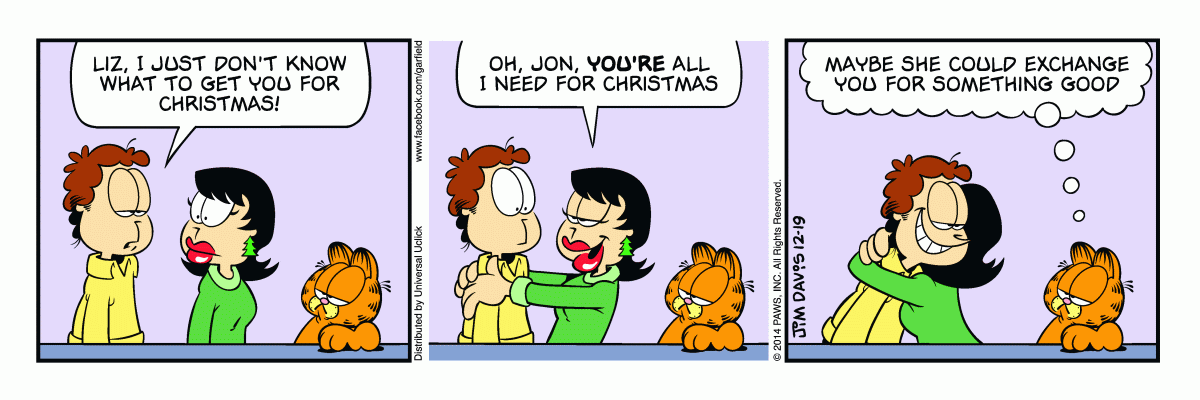 LIZ, I JUST DON'T KNOW
WHAT TO GET YOU FOR
CHRISTMAS!
www.facebook.com/garfield
Distributed by Universal Uclick
OH, JON, YOU'RE ALL
I NEED FOR CHRISTMAS
© 2014 PAWS, INC. All Rights Reserved.
MAYBE SHE COULD EXCHANGE
YOU FOR SOMETHING GOOD
JIM DAVIS 12-19